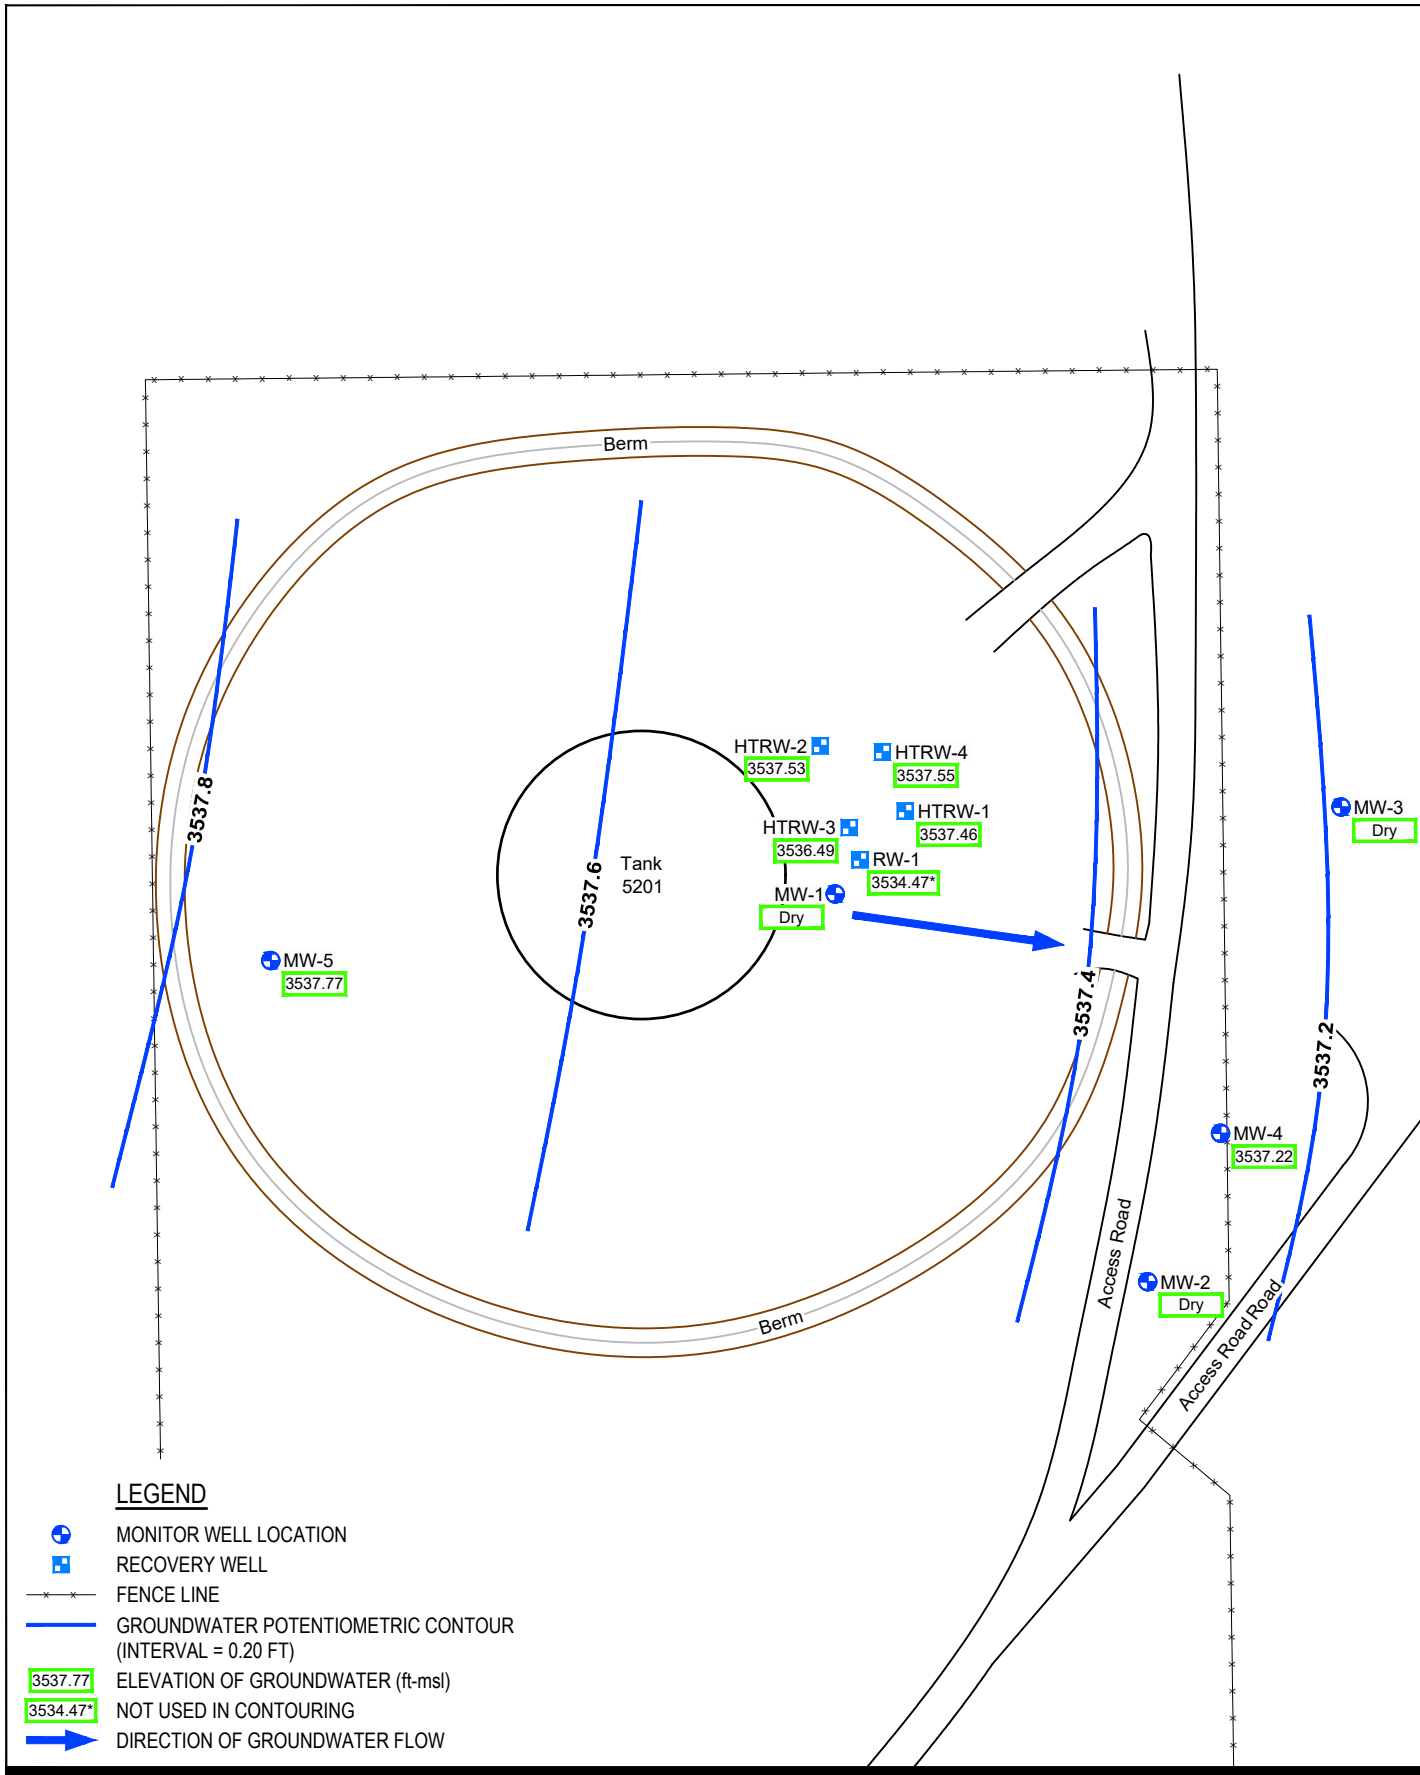 Berm
HTRW-2
3537.53
HTRW-4
3537.55
3537.8
MW-3
Dry
HTRW-1
3537.46
HTRW-3
3536.49
RW-1
3534.47*
Tank
5201
3537.6
MW-1
Dry
MW-5
3537.77
3537.4
3537.2
MW-4
3537.22
Access Road
MW-2
Dry
Berm
Access Road Road
LEGEND
MONITOR WELL LOCATION
RECOVERY WELL
FENCE LINE
GROUNDWATER POTENTIOMETRIC CONTOUR
(INTERVAL = 0.20 FT)
3537.77 ELEVATION OF GROUNDWATER (ft-msl)
3534.47* NOT USED IN CONTOURING
DIRECTION OF GROUNDWATER FLOW